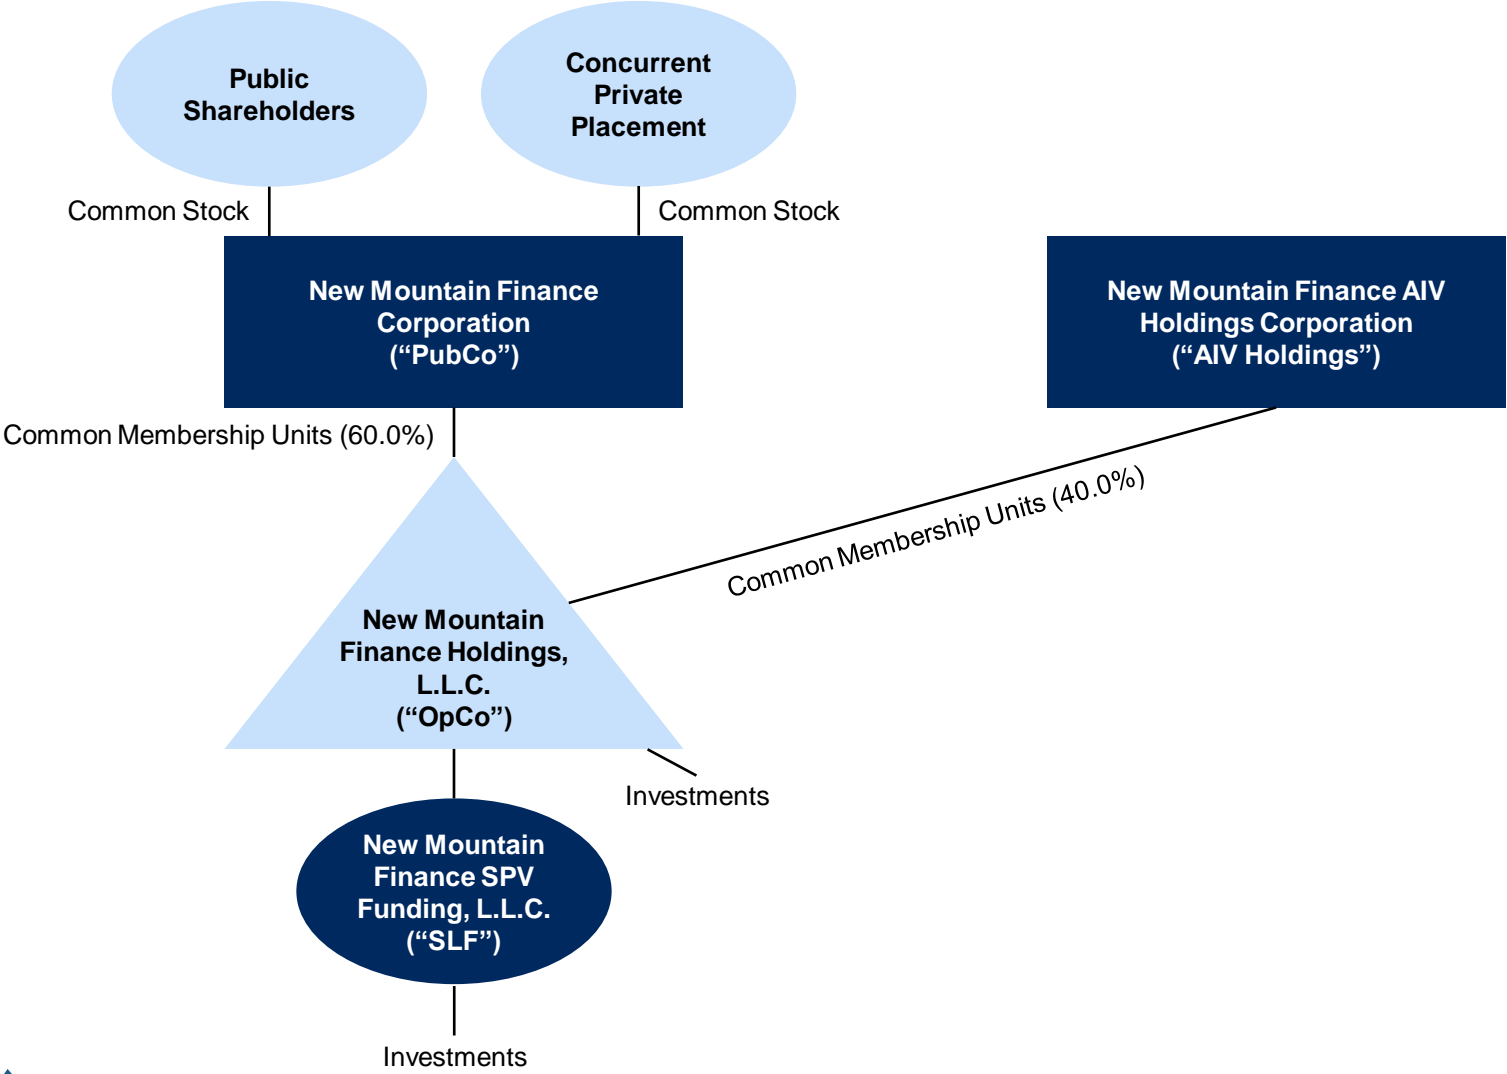 Public
Shareholders
Concurrent
Private
Placement
Common Stock
Common Stock
New Mountain Finance
Corporation
(“PubCo”)
New Mountain Finance AIV
Holdings Corporation
(“AIV Holdings”)
Common Membership Units (60.0%)
Common Membership Units (40.0%)
New Mountain
Finance Holdings,
L.L.C.
(“OpCo”)
Investments
New Mountain
Finance SPV
Funding, L.L.C.
(“SLF”)
Investments